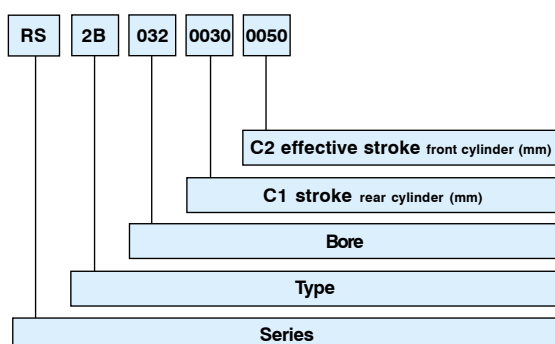 RS 2B 032 0030 0050
C2 effective stroke front cylinder (mm)
C1 stroke rear cylinder (mm)
Bore
Type
Series